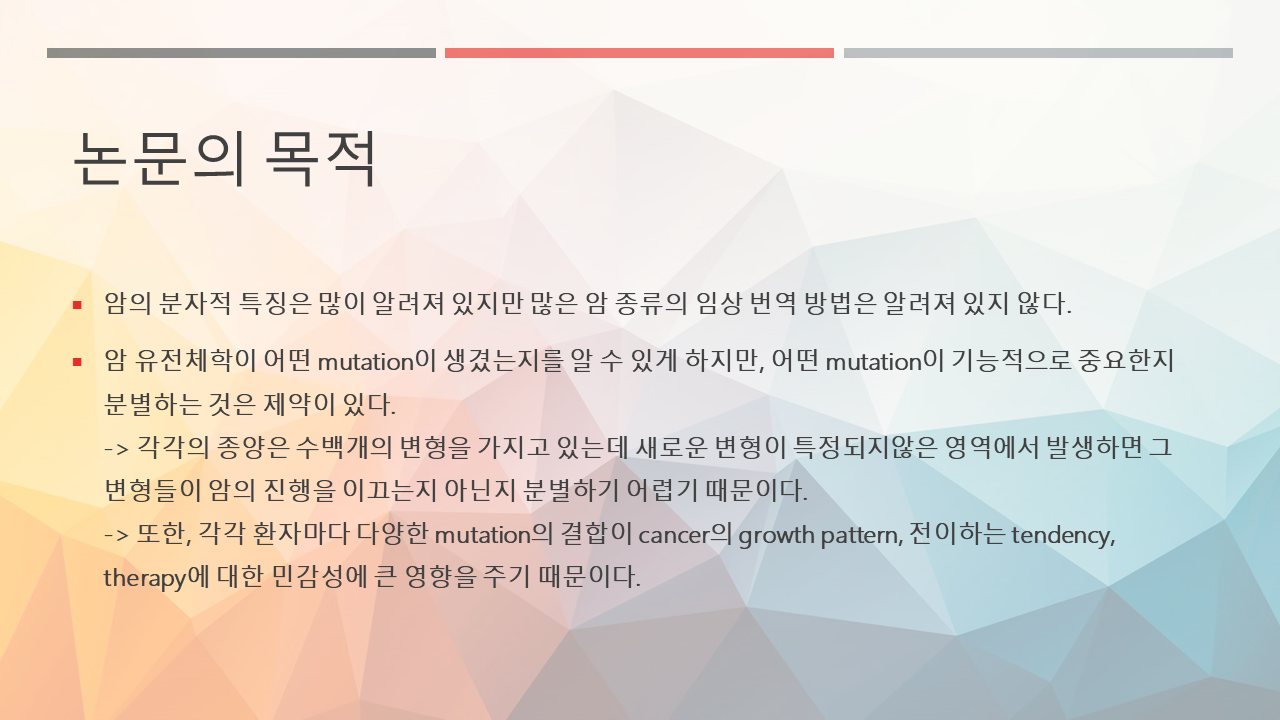 논문의 목적
암의 분자적 특징은 많이 알려져 있지만 많은 암 종류의 임상 번역 방법은 알려져 있지 않다.
암 유전체학이 어떤 mutation이 생겼는지를 알 수 있게 하지만, 어떤 mutation이 기능적으로 중요한지
분별하는 것은 제약이 있다.
-> 각각의 종양은 수백개의 변형을 가지고 있는데 새로운 변형이 특정되지않은 영역에서 발생하면 그
변형들이 암의 진행을 이끄는지 아닌지 분별하기 어렵기 때문이다.
-> 또한, 각각 환자마다 다양한 mutation의 결합이 cancer의 growth pattern, 전이하는 tendency,
therapy에 대한 민감성에 큰 영향을 주기 때문이다.